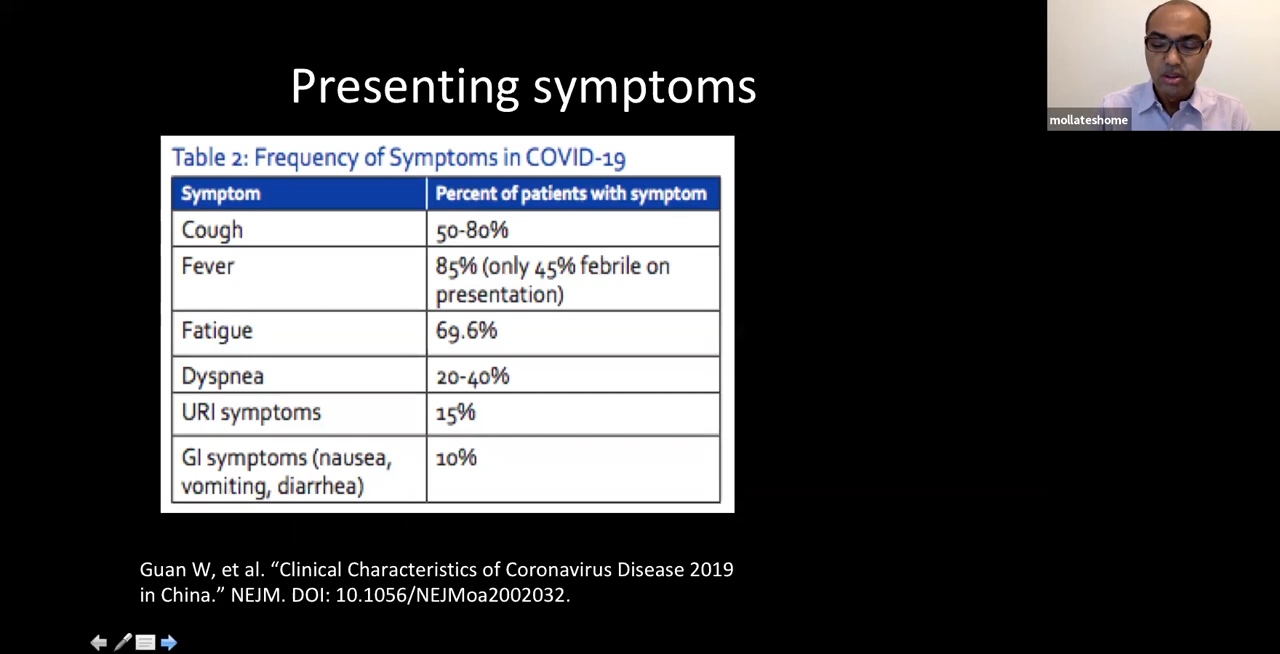 Presenting symptoms
mollateshome
Table 2: Frequency of Symptoms in COVID-19
Symptom Percent of patients with symptom
Cough 50-80%
Fever 85% (only 45% febrile on
presentation)
Fatigue 69.6%
Dyspnea 20-40%
URI symptoms 15%
GI symptoms (nausea, 10%
vomiting, diarrhea)
Guan W, et al. “Clinical Characteristics of Coronavirus Disease 2019
in China.” NEJM. DOI: 10.1056/NEJMoa2002032.